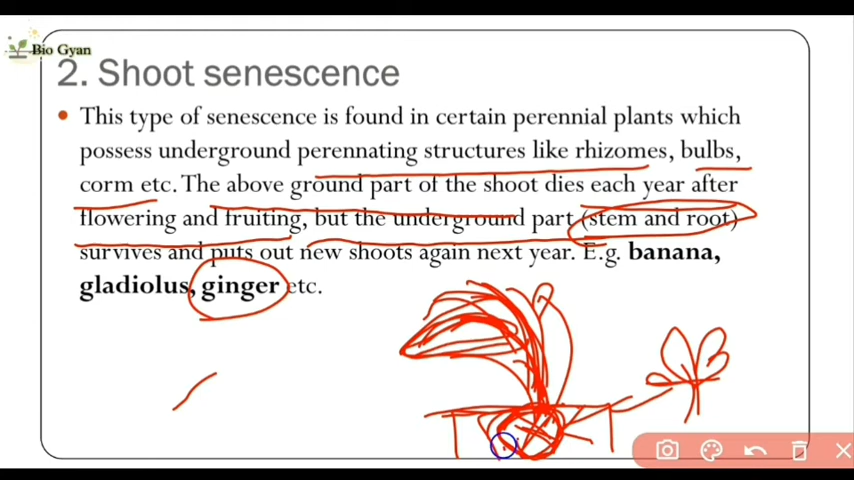 Bio Gyan
2. Shoot senescence
• This type of senescence is found in certain perennial plants which
possess underground perennating structures like rhizomes, bulbs,
corm etc. The above ground part of the shoot dies each year after
flowering and fruiting, but the underground part (stem and root)
survives and puts out new shoots again next year. E.g. banana,
gladiolus, ginger etc.